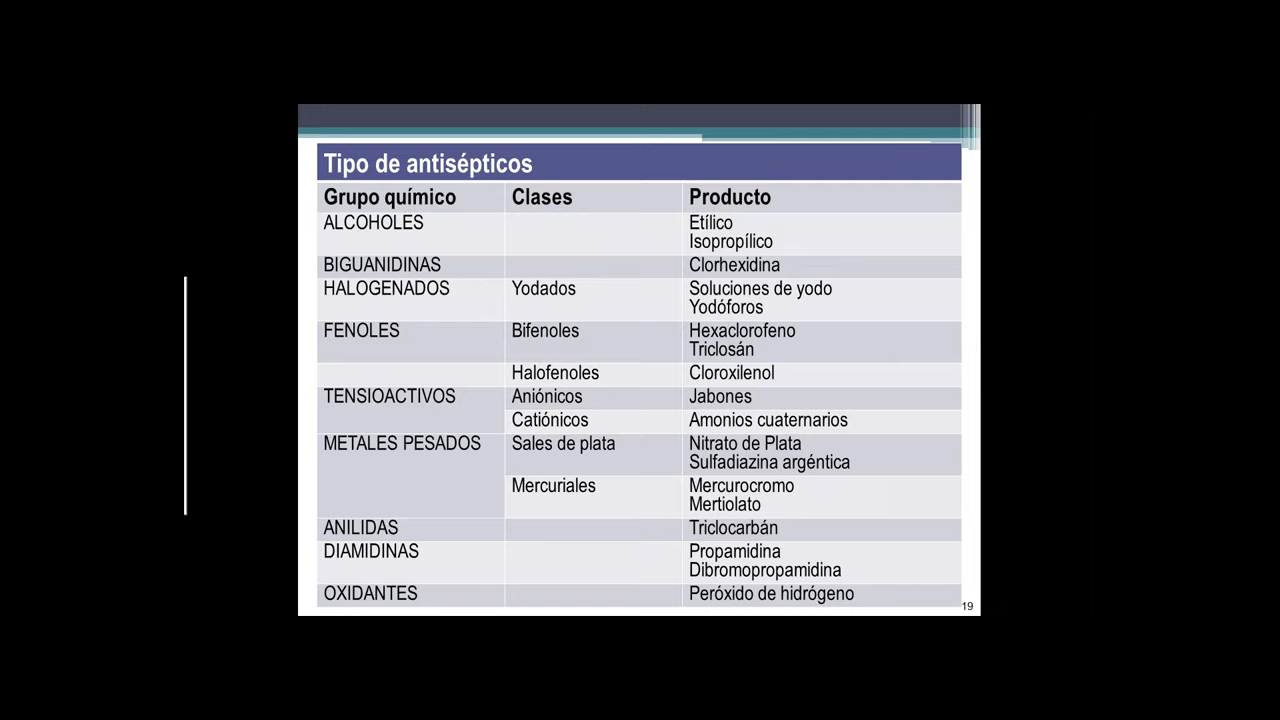 Tipo de antisépticos
Grupo químico Clases Producto
ALCOHOLES Etílico
Isopropílico
BIGUANIDINAS Clorhexidina
HALOGENADOS Yodados Soluciones de yodo
Yodóforos
FENOLES Bifenoles Hexaclorofeno
Triclosán
Halofenoles Cloroxilenol
TENSIOACTIVOS Aniónicos Jabones
Catiónicos Amonios cuaternarios
METALES PESADOS Sales de plata Nitrato de Plata
Sulfadiazina argéntica
Mercuriales Mercurocromo
Mertiolato
ANILIDAS Triclocarbán
DIAMIDINAS Propamidina
Dibromopropamidina
OXIDANTES Peróxido de hidrógeno
19